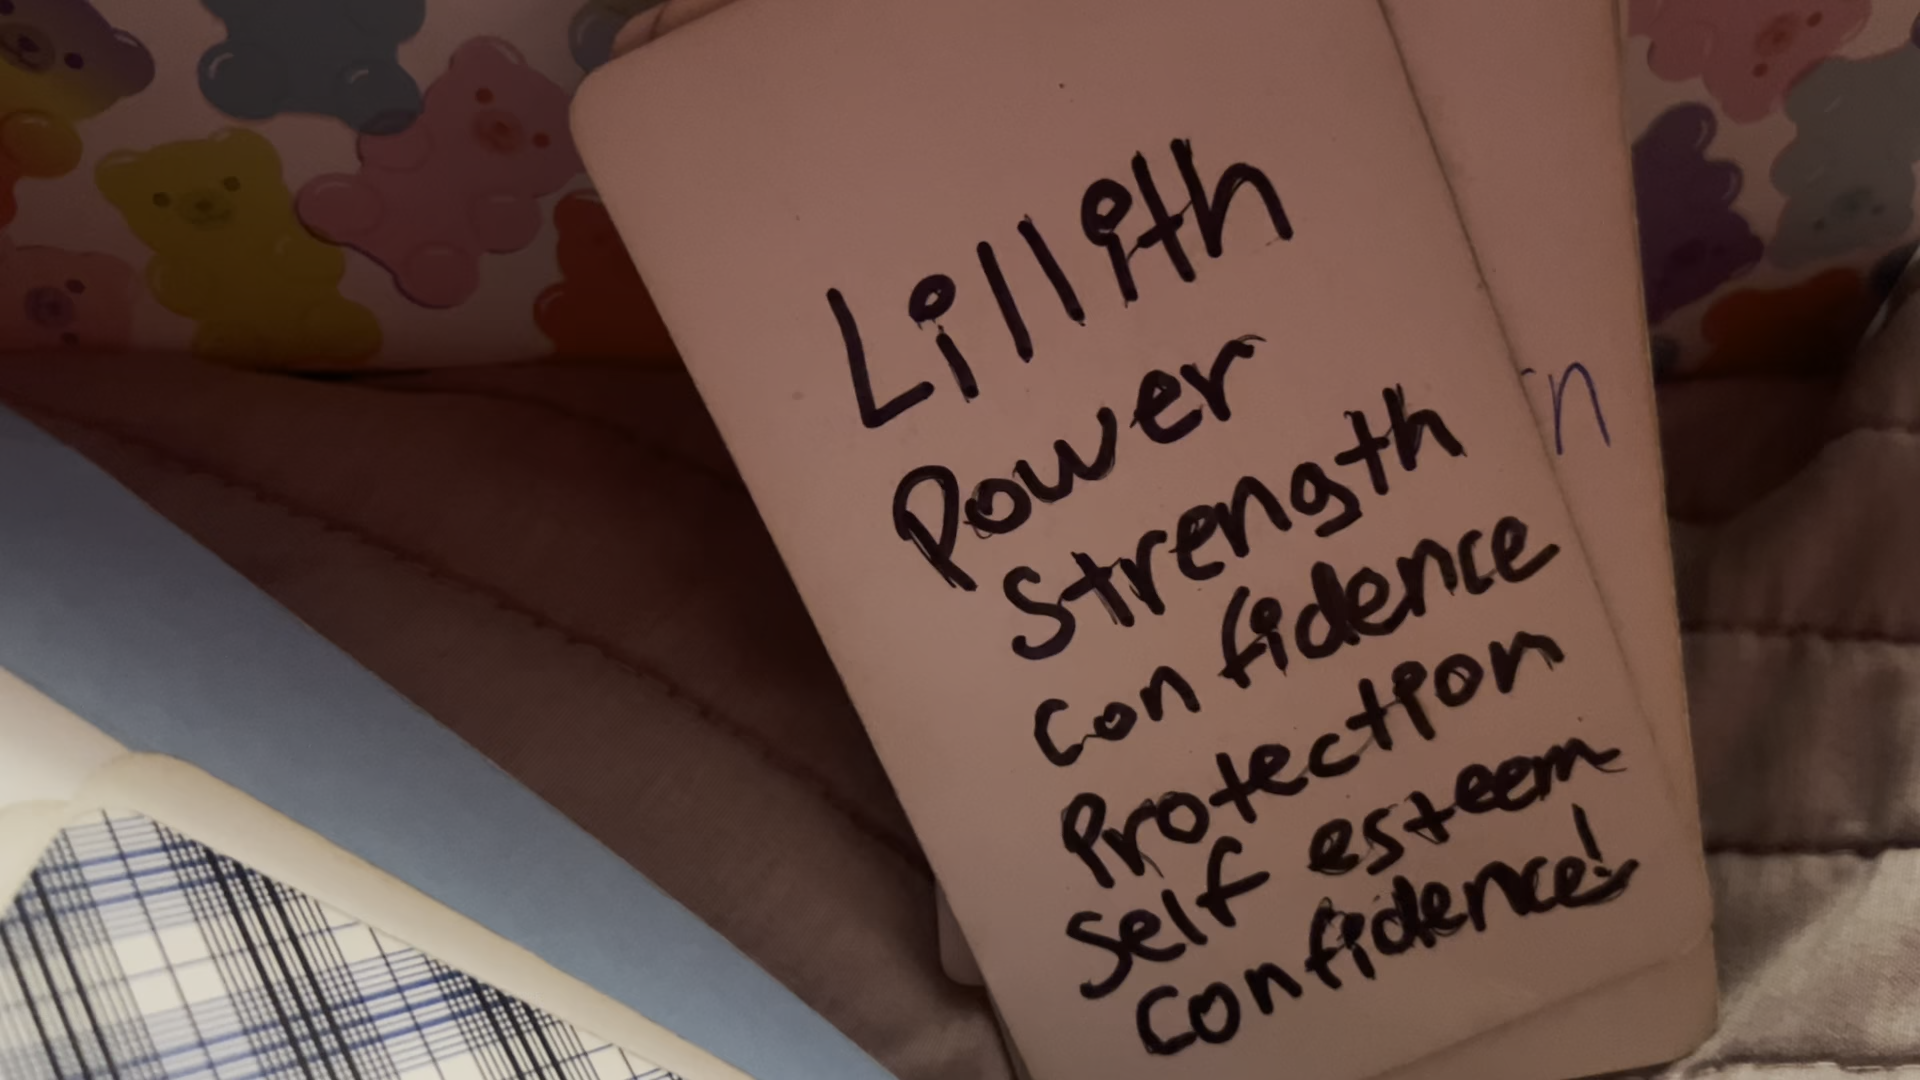 Lillith
Power
Strength
confidence
Protection
Self esteem
confidence!
n